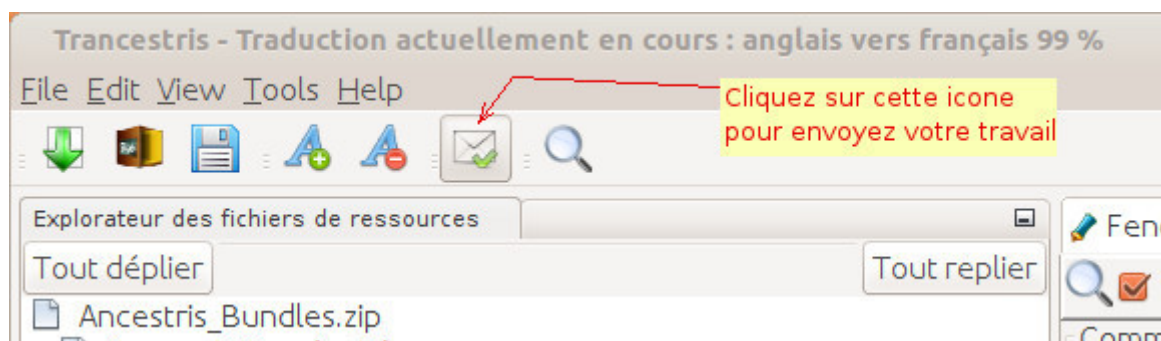 Trancestris - Traduction actuellement en cours : anglais vers français 99 %
File Edit View Tools Help
Cliquez sur cette icone
pour envoyez votre travail
Explorateur des fichiers de ressources
Tout déplier
Tout replier
Ancestris_Bundles.zip